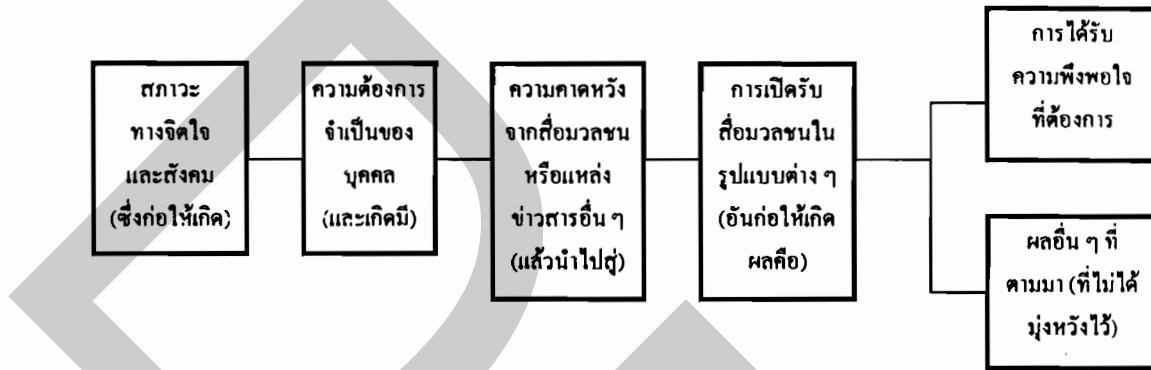 สภาวะ
ทางจิตใจ
และสังคม
(ซึ่งก่อให้เกิด)
ความต้องการ
จำเป็นของ
บุคคล
(และเกิดมี)
ความคาดหวัง
จากสื่อมวลชน
หรือแหล่ง
ข่าวสารอื่น ๆ
(แล้วนำไปสู่)
การเปิดรับ
สื่อมวลชนใน
รูปแบบต่าง ๆ
(อันก่อให้เกิด
ผลคือ)
การได้รับ
ความพึงพอใจ
ที่ต้องการ
ผลอื่น ๆ ที่
ตามมา (ที่ไม่ได้
มุ่งหวังไว้)